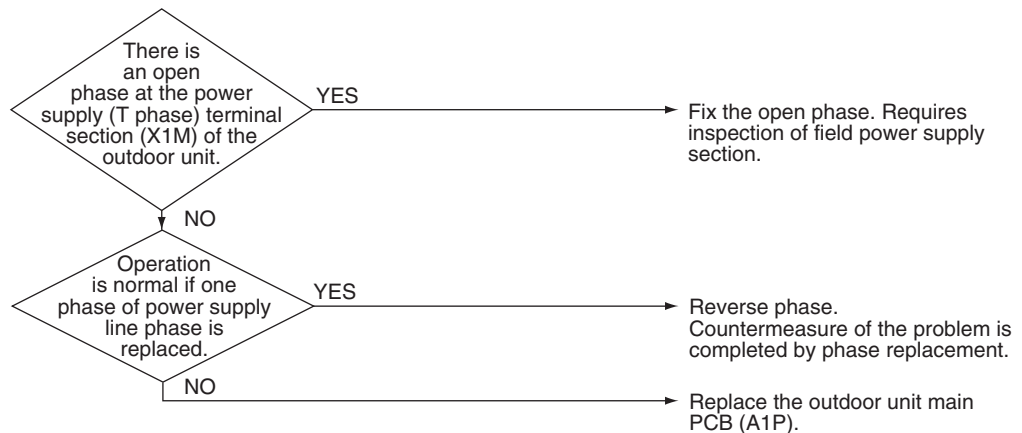 There is
an open
phase at the power
supply (T phase) terminal
section (X1M) of the
outdoor unit.
YES
Fix the open phase. Requires
inspection of field power supply
section.
NO
Operation
is normal if one
phase of power supply
line phase is
replaced.
YES
Reverse phase.
Countermeasure of the problem is
completed by phase replacement.
NO
Replace the outdoor unit main
PCB (A1P).